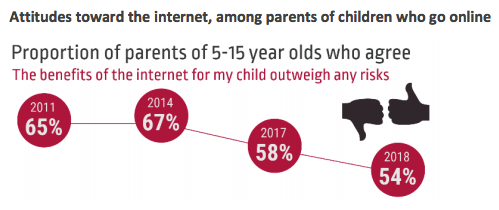 Attitudes toward the internet, among parents of children who go online
Proportion of parents of 5-15 year olds who agree
The benefits of the internet for my child outweigh any risks
2011
65%
2014
67%
2017
58%
2018
54%